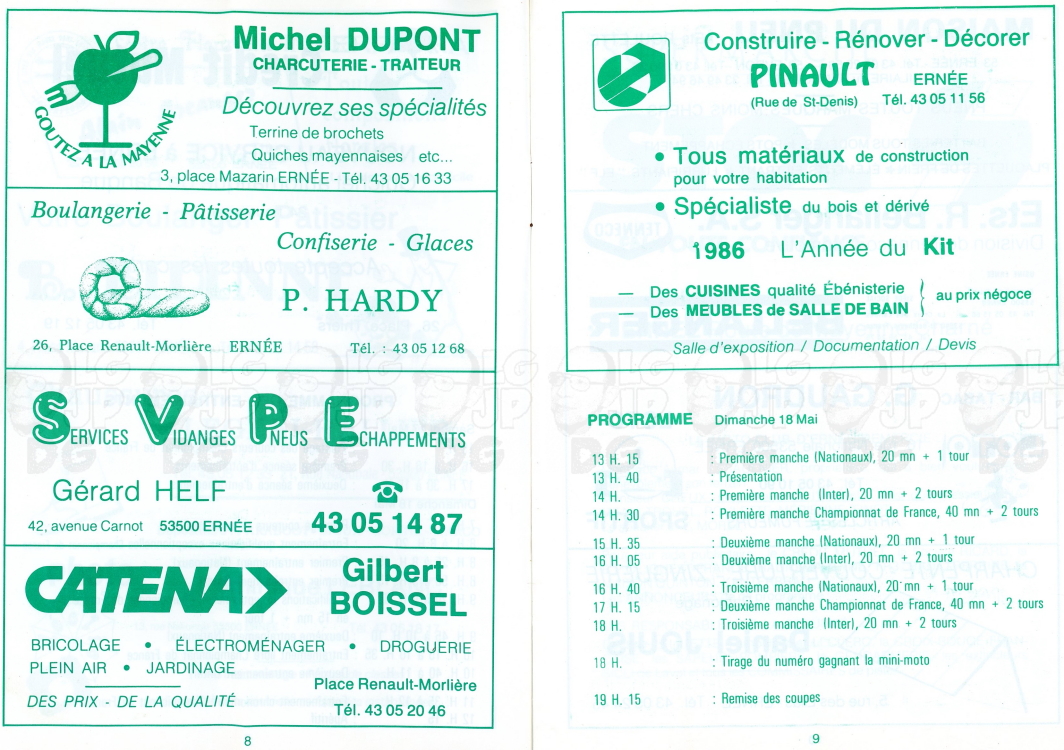 Michel DUPONT
CHARCUTERIE - TRAITEUR
Découvrez ses spécialités
Terrine de brochets
Quiches mayennaises etc...
3, place Mazarin ERNÉE - Tél. 43 05 16 33
GOUTEZ A LA MAYENNE
Boulangerie - Pâtisserie
Confiserie - Glaces
P. HARDY
26, Place Renault-Morlière ERNÉE Tél. : 43 05 12 68
SERVICES VIDANGES PNEUS ECHAPPEMENTS
Gérard HELF
42, avenue Carnot 53500 ERNÉE 43 05 14 87
CATENA
Gilbert
BOISSEL
BRICOLAGE • ÉLECTROMÉNAGER • DROGUERIE
PLEIN AIR • JARDINAGE
Place Renault-Morlière
DES PRIX - DE LA QUALITÉ
Tél. 43 05 20 46
8
Construire - Rénover - Décorer
PINAULT ERNÉE
(Rue de St-Denis) Tél. 43 05 11 56
• Tous matériaux de construction
pour votre habitation
• Spécialiste du bois et dérivé
1986 L'Année du Kit
— Des CUISINES qualité Ébénisterie
— Des MEUBLES de SALLE DE BAIN
au prix négoce
Salle d'exposition / Documentation / Devis
PROGRAMME Dimanche 18 Mai
13 H. 15 : Première manche (Nationaux), 20 mn + 1 tour
13 H. 40 : Présentation
14 H. : Première manche (Inter), 20 mn + 2 tours
14 H. 30 : Première manche Championnat de France, 40 mn + 2 tours
15 H. 35 : Deuxième manche (Nationaux), 20 mn + 1 tour
16 H. 05 : Deuxième manche (Inter), 20 mn + 2 tours
16 H. 40 : Troisième manche (Nationaux), 20 mn + 1 tour
17 H. 15 : Deuxième manche Championnat de France, 40 mn + 2 tours
18 H. : Troisième manche (Inter), 20 mn + 2 tours
18 H. : Tirage du numéro gagnant la mini-moto
19 H. 15 : Remise des coupes
9